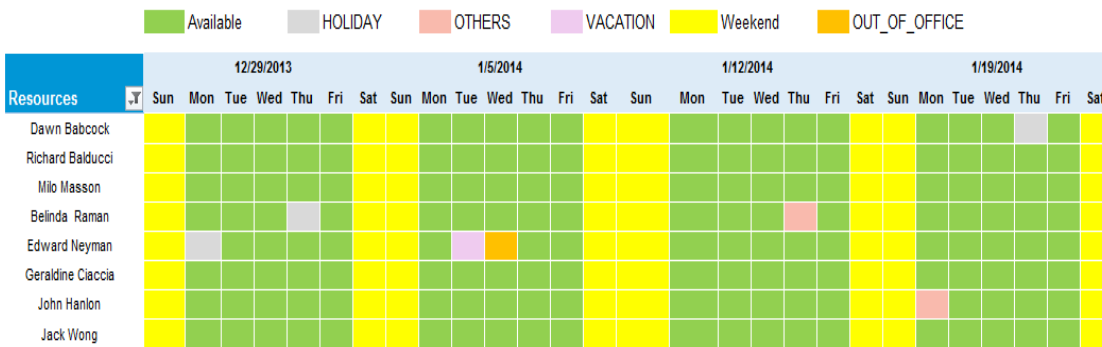 Available HOLIDAY OTHERS VACATION Weekend OUT_OF_OFFICE
12/29/2013 1/5/2014 1/12/2014 1/19/2014
Resources Sun Mon Tue Wed Thu Fri Sat Sun Mon Tue Wed Thu Fri Sat Sun Mon Tue Wed Thu Fri Sat Sun Mon Tue Wed Thu Fri Sat
Dawn Babcock
Richard Balducci
Milo Masson
Belinda Raman
Edward Neyman
Geraldine Ciaccia
John Hanlon
Jack Wong